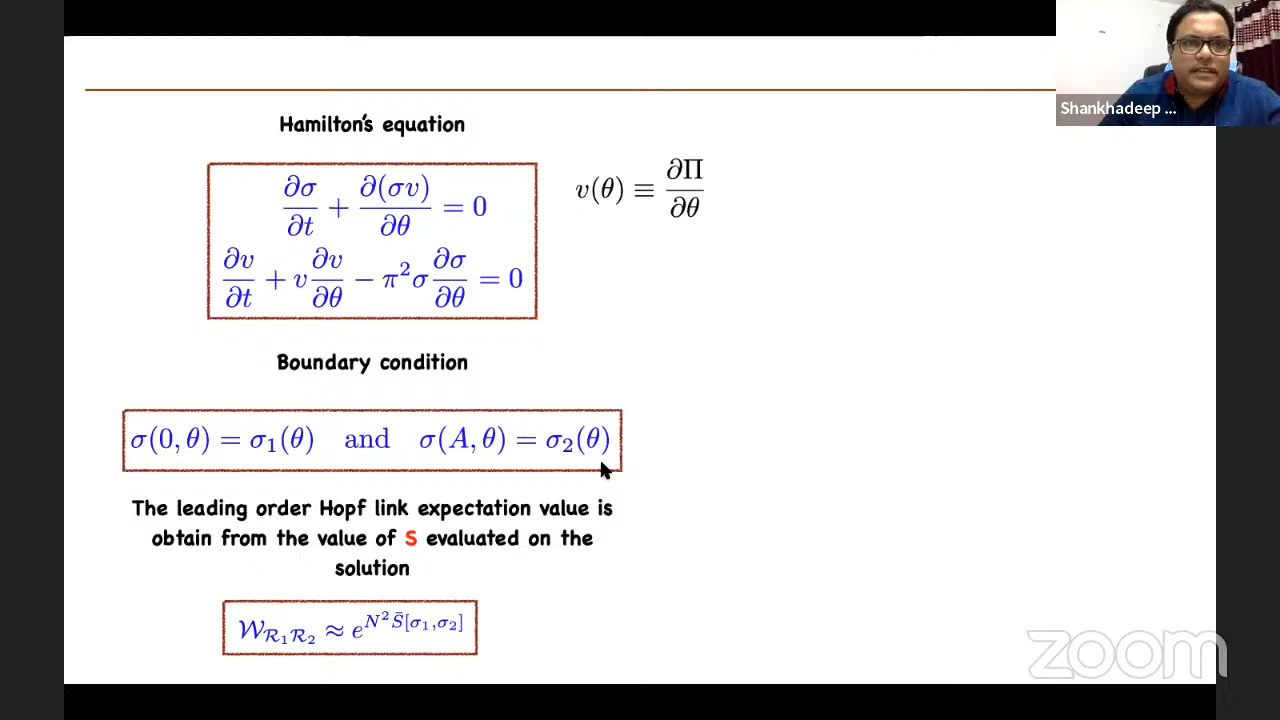 Shankhadeep ...
Hamilton's equation
∂σ/∂t + ∂(σv)/∂θ = 0
v(θ) ≡ ∂Π/∂θ
∂v/∂t + v ∂v/∂θ − π²σ ∂σ/∂θ = 0
Boundary condition
σ(0, θ) = σ₁(θ) and σ(A, θ) = σ₂(θ)
The leading order Hopf link expectation value is
obtain from the value of S evaluated on the
solution
𝒲_{ℛ₁ℛ₂} ≈ e^{N² S̄[σ₁,σ₂]}
zoom